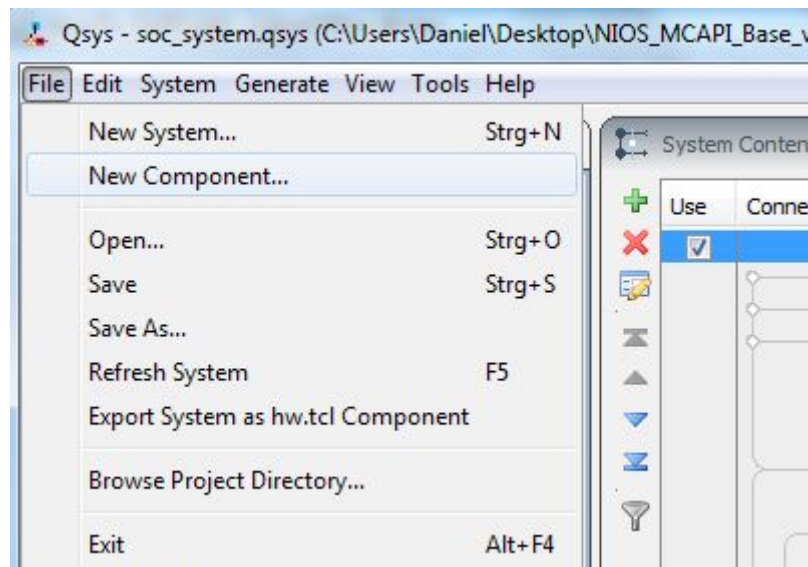 Qsys - soc_system.qsys (C:\Users\Daniel\Desktop\NIOS_MCAPI_Base_v
File Edit System Generate View Tools Help
New System... Strg+N
New Component...
Open... Strg+O
Save Strg+S
Save As...
Refresh System F5
Export System as hw.tcl Component
Browse Project Directory...
Exit Alt+F4
System Conten
Use Conne